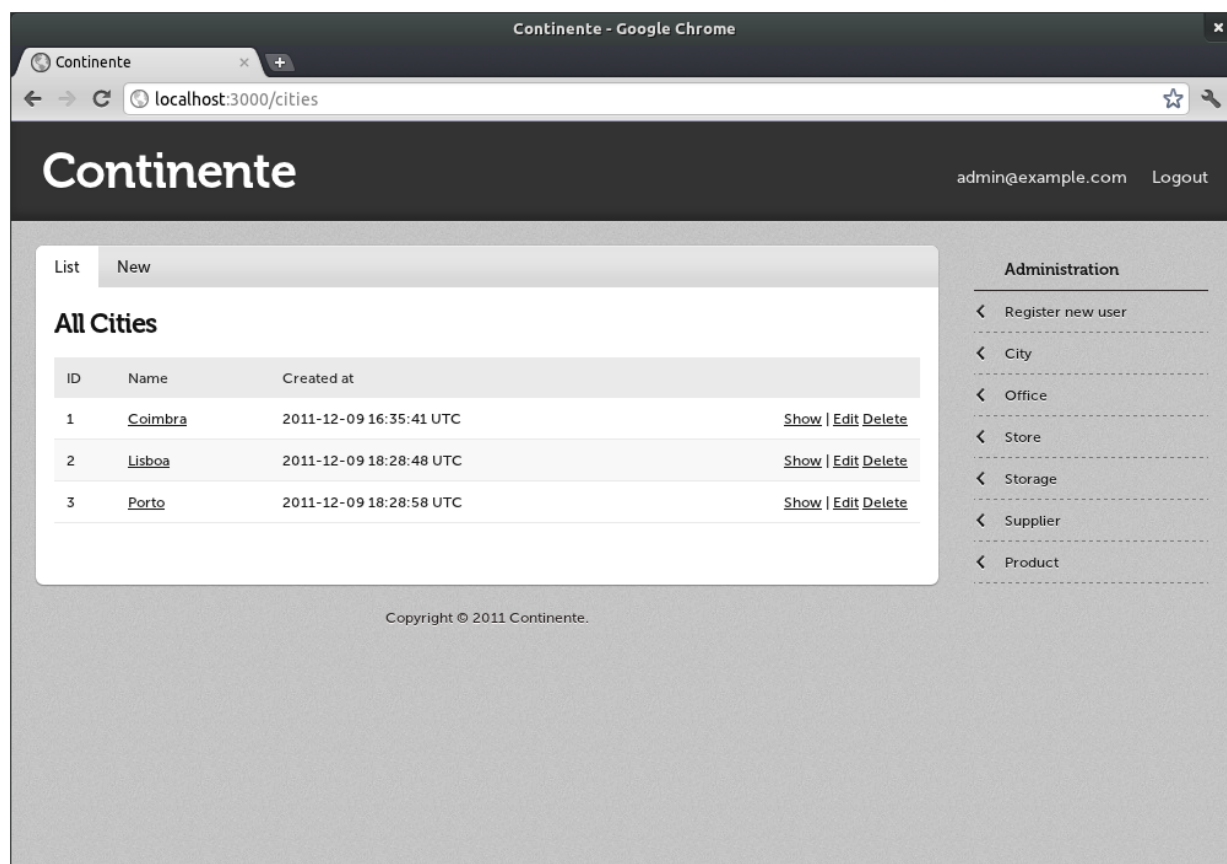 Continente - Google Chrome
Continente
localhost:3000/cities
Continente
admin@example.com Logout
List New
All Cities
ID Name Created at
1 Coimbra 2011-12-09 16:35:41 UTC Show | Edit Delete
2 Lisboa 2011-12-09 18:28:48 UTC Show | Edit Delete
3 Porto 2011-12-09 18:28:58 UTC Show | Edit Delete
Administration
Register new user
City
Office
Store
Storage
Supplier
Product
Copyright © 2011 Continente.